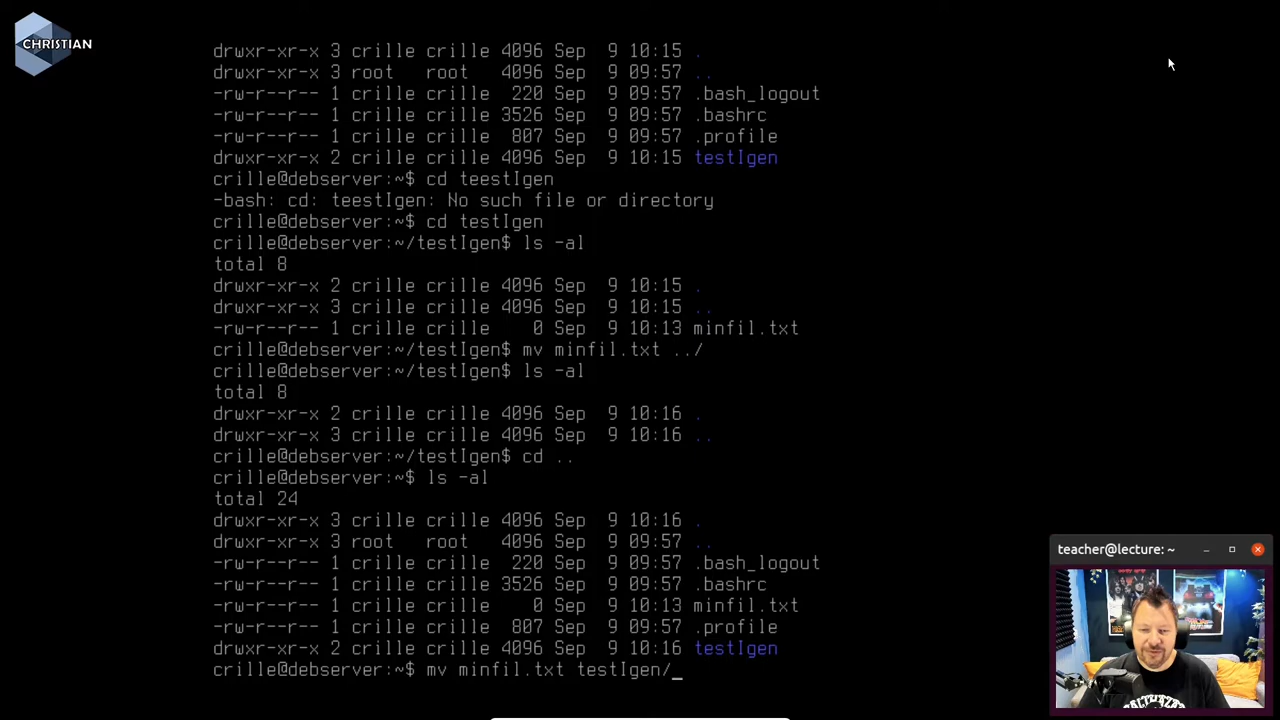 CHRISTIAN
drwxr-xr-x 3 crille crille 4096 Sep  9 10:15 .
drwxr-xr-x 3 root   root   4096 Sep  9 09:57 ..
-rw-r--r-- 1 crille crille  220 Sep  9 09:57 .bash_logout
-rw-r--r-- 1 crille crille 3526 Sep  9 09:57 .bashrc
-rw-r--r-- 1 crille crille  807 Sep  9 09:57 .profile
drwxr-xr-x 2 crille crille 4096 Sep  9 10:15 testIgen
crille@debserver:~$ cd teestIgen
-bash: cd: teestIgen: No such file or directory
crille@debserver:~$ cd testIgen
crille@debserver:~/testIgen$ ls -al
total 8
drwxr-xr-x 2 crille crille 4096 Sep  9 10:15 .
drwxr-xr-x 3 crille crille 4096 Sep  9 10:15 ..
-rw-r--r-- 1 crille crille    0 Sep  9 10:13 minfil.txt
crille@debserver:~/testIgen$ mv minfil.txt ../
crille@debserver:~/testIgen$ ls -al
total 8
drwxr-xr-x 2 crille crille 4096 Sep  9 10:16 .
drwxr-xr-x 3 crille crille 4096 Sep  9 10:16 ..
crille@debserver:~/testIgen$ cd ..
crille@debserver:~$ ls -al
total 24
drwxr-xr-x 3 crille crille 4096 Sep  9 10:16 .
drwxr-xr-x 3 root   root   4096 Sep  9 09:57 ..
-rw-r--r-- 1 crille crille  220 Sep  9 09:57 .bash_logout
-rw-r--r-- 1 crille crille 3526 Sep  9 09:57 .bashrc
-rw-r--r-- 1 crille crille    0 Sep  9 10:13 minfil.txt
-rw-r--r-- 1 crille crille  807 Sep  9 09:57 .profile
drwxr-xr-x 2 crille crille 4096 Sep  9 10:16 testIgen
crille@debserver:~$ mv minfil.txt testIgen/_
teacher@lecture: ~